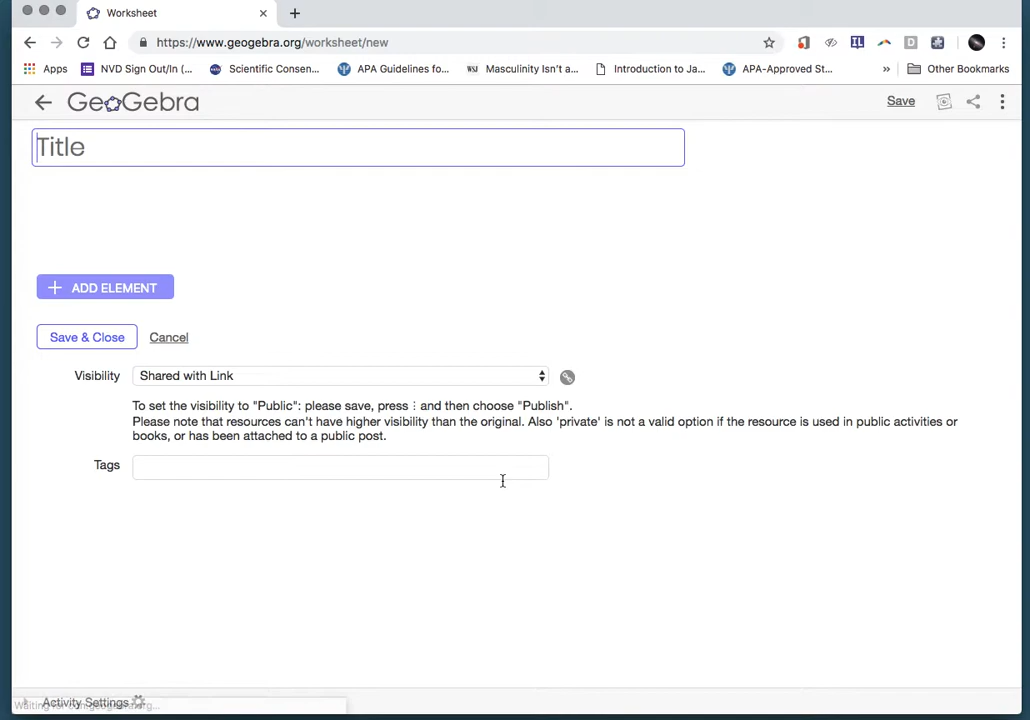 Worksheet
https://www.geogebra.org/worksheet/new
Apps NVD Sign Out/In (... Scientific Consen... APA Guidelines fo... WSJ Masculinity Isn't a... Introduction to Ja... APA-Approved St... » Other Bookmarks
GeoGebra Save
Title
+ ADD ELEMENT
Save & Close Cancel
Visibility Shared with Link
To set the visibility to "Public": please save, press ⋮ and then choose "Publish".
Please note that resources can't have higher visibility than the original. Also 'private' is not a valid option if the resource is used in public activities or
books, or has been attached to a public post.
Tags
Activity Settings